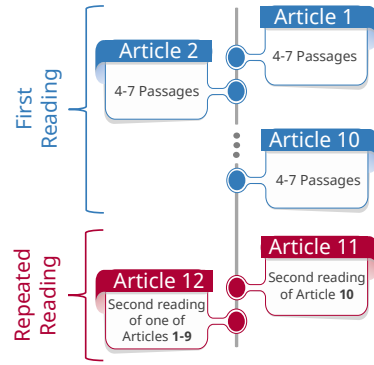 First
Reading
Article 1
4-7 Passages
Article 2
4-7 Passages
Article 10
4-7 Passages
Repeated
Reading
Article 11
Second reading
of Article 10
Article 12
Second reading
of one of
Articles 1-9